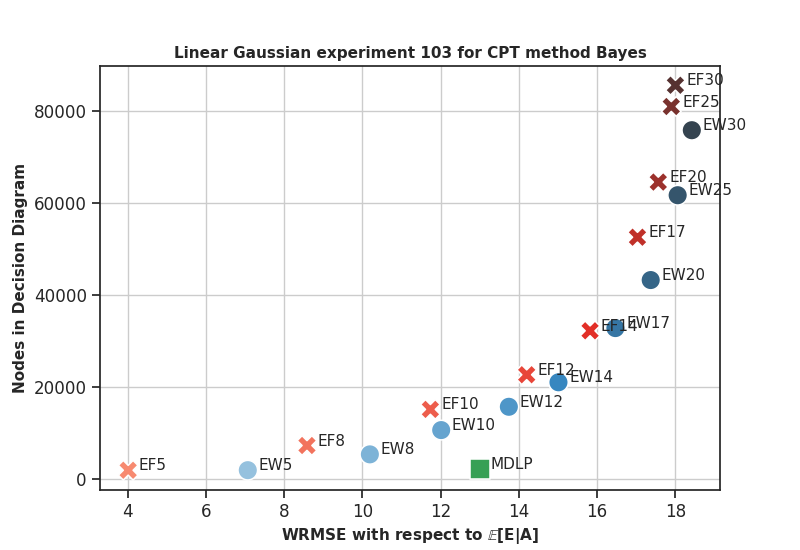 Linear Gaussian experiment 103 for CPT method Bayes
Nodes in Decision Diagram
80000
60000
40000
20000
0
EF30
EF25
EW30
EF20
EW25
EF17
EW20
EF14
EW17
EF12
EW14
EF10
EW12
EW10
EF8
EW8
EF5
EW5
MDLP
4 6 8 10 12 14 16 18
WRMSE with respect to 𝔼[E|A]